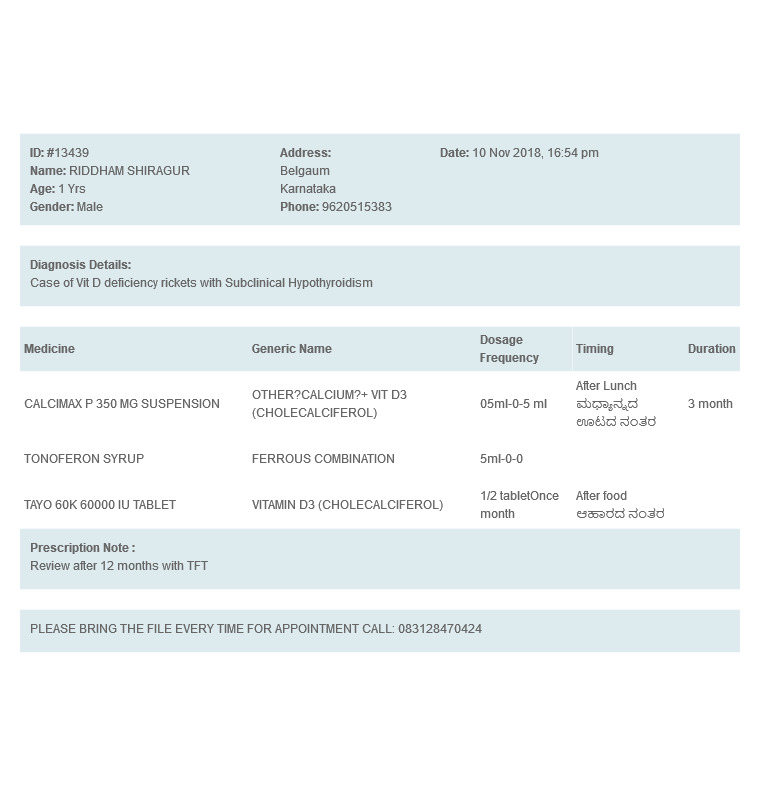 ID: #13439
Name: RIDDHAM SHIRAGUR
Age: 1 Yrs
Gender: Male
Address:
Belgaum
Karnataka
Phone: 9620515383
Date: 10 Nov 2018, 16:54 pm
Diagnosis Details:
Case of Vit D deficiency rickets with Subclinical Hypothyroidism
Medicine
Generic Name
Dosage
Frequency
Timing
Duration
CALCIMAX P 350 MG SUSPENSION
OTHER?CALCIUM?+ VIT D3
(CHOLECALCIFEROL)
05ml-0-5 ml
After Lunch
ಮಧ್ಯಾನ್ನದ
ಊಟದ ನಂತರ
3 month
TONOFERON SYRUP
FERROUS COMBINATION
5ml-0-0
TAYO 60K 60000 IU TABLET
VITAMIN D3 (CHOLECALCIFEROL)
1/2 tabletOnce
month
After food
ಆಹಾರದ ನಂತರ
Prescription Note :
Review after 12 months with TFT
PLEASE BRING THE FILE EVERY TIME FOR APPOINTMENT CALL: 083128470424